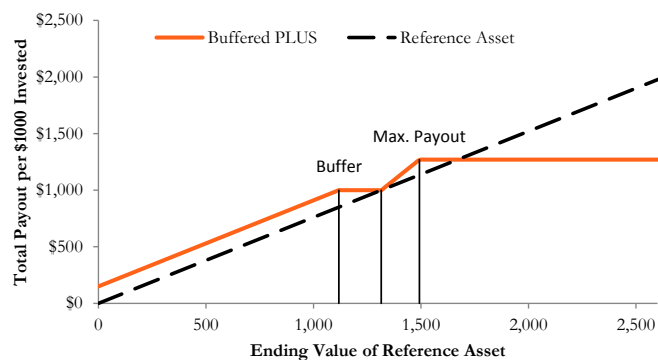 $2,500
Buffered PLUS
Reference Asset
$2,000
$1,500
Max. Payout
Buffer
$1,000
$500
$0
0
500
1,000
1,500
2,000
2,500
Total Payout per $1000 Invested
Ending Value of Reference Asset